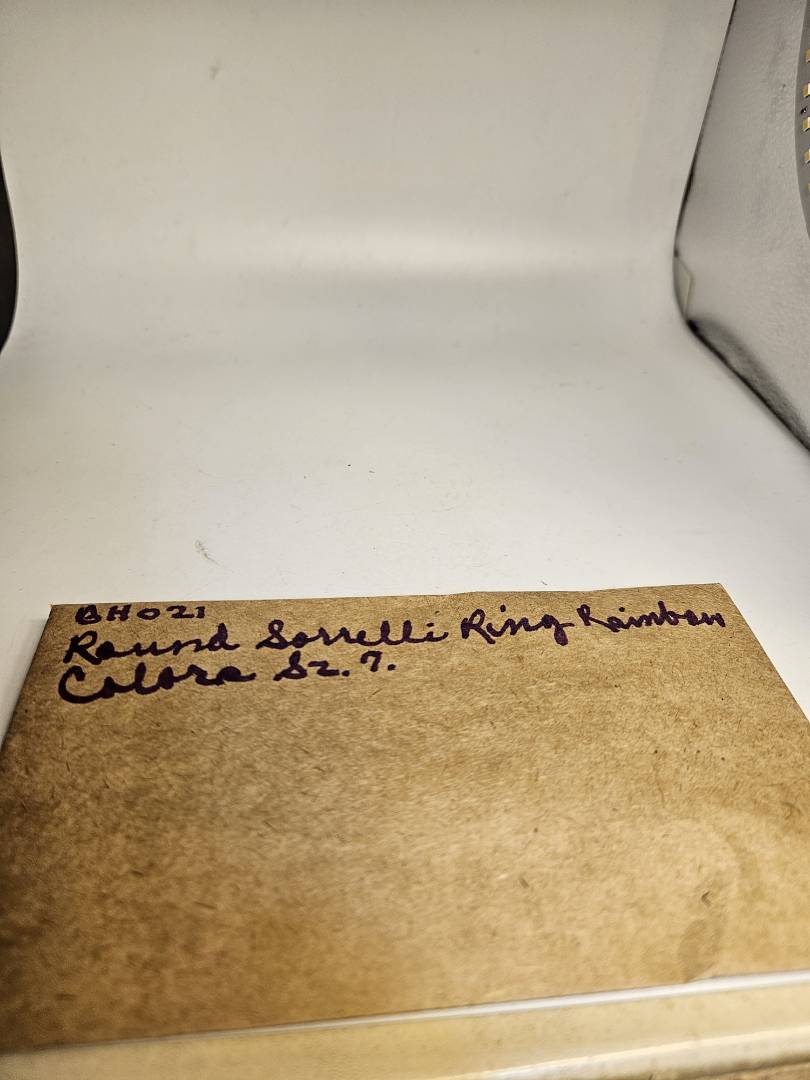 BH021
Round Sorrelli Ring Rainbow
Colors Sz. 7.